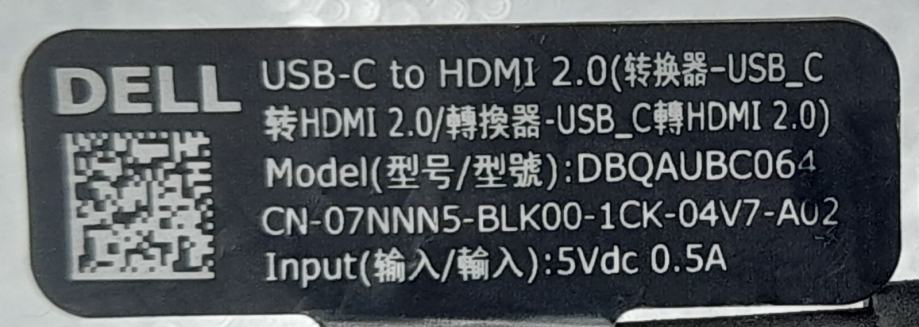 DELL
USB-C to HDMI 2.0(转换器-USB_C
转HDMI 2.0/轉換器-USB_C轉HDMI 2.0)
Model(型号/型號):DBQAUBC064
CN-07NNN5-BLK00-1CK-04V7-A02
Input(输入/輸入):5Vdc 0.5A